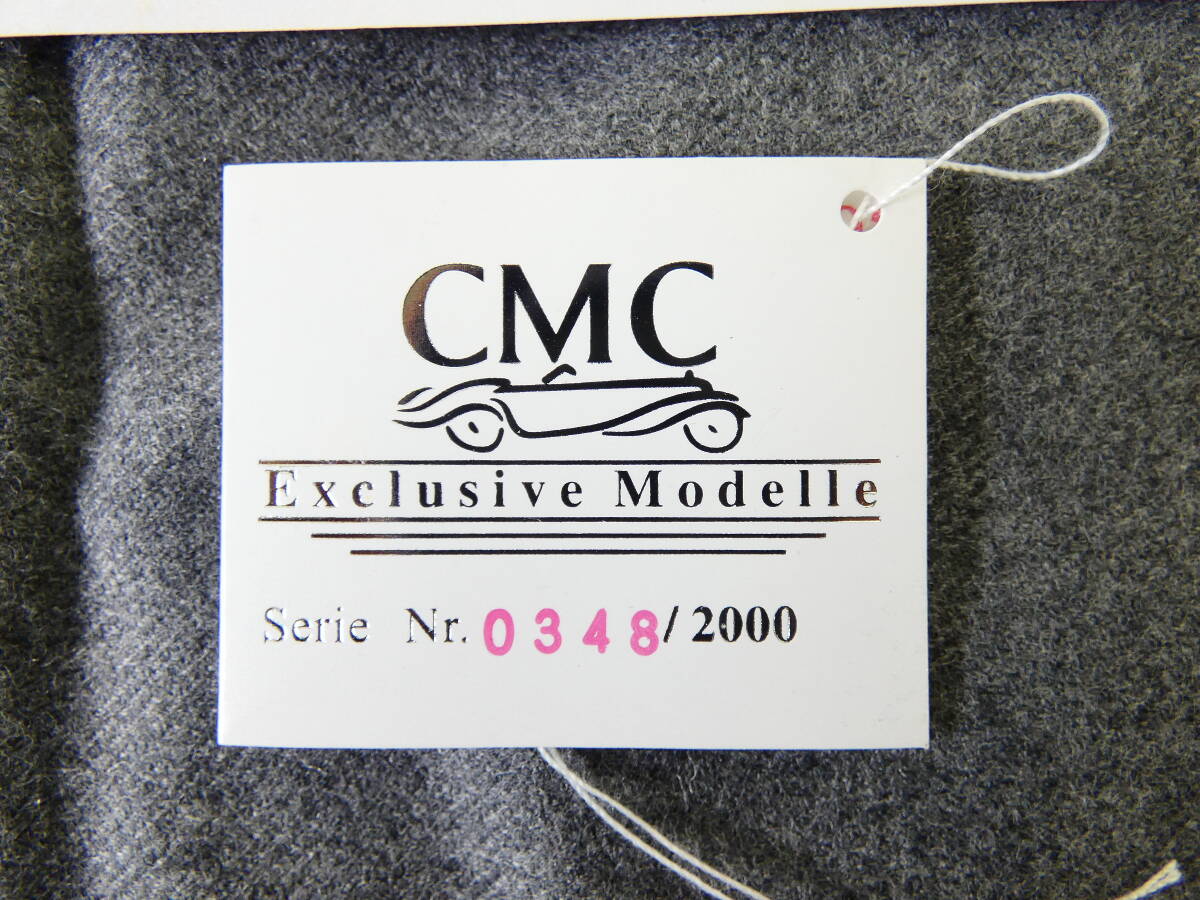 CMC
Exclusive Modelle
Serie Nr. 0348/2000